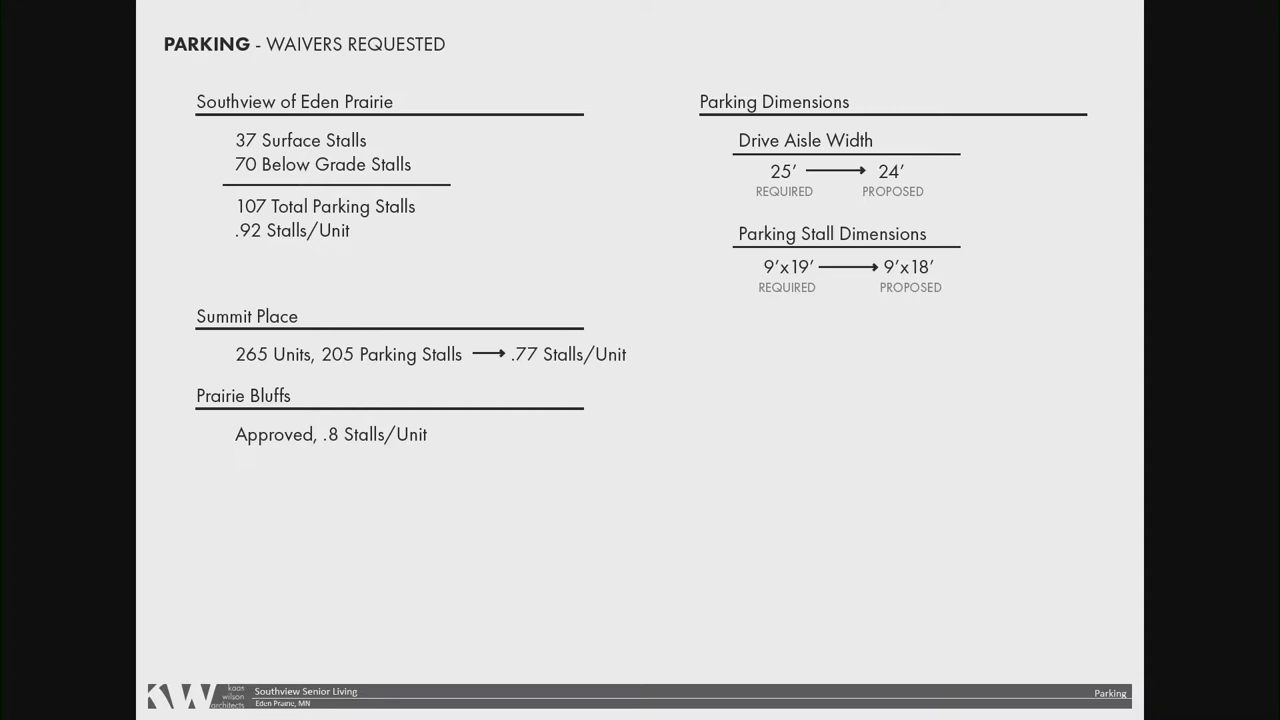 PARKING - WAIVERS REQUESTED
Southview of Eden Prairie
37 Surface Stalls
70 Below Grade Stalls
107 Total Parking Stalls
.92 Stalls/Unit
Summit Place
265 Units, 205 Parking Stalls → .77 Stalls/Unit
Prairie Bluffs
Approved, .8 Stalls/Unit
Parking Dimensions
Drive Aisle Width
25’ → 24’
REQUIRED PROPOSED
Parking Stall Dimensions
9’x19’ → 9’x18’
REQUIRED PROPOSED
KW
kaas
wilson
architects
Southview Senior Living
Eden Prairie, MN
Parking